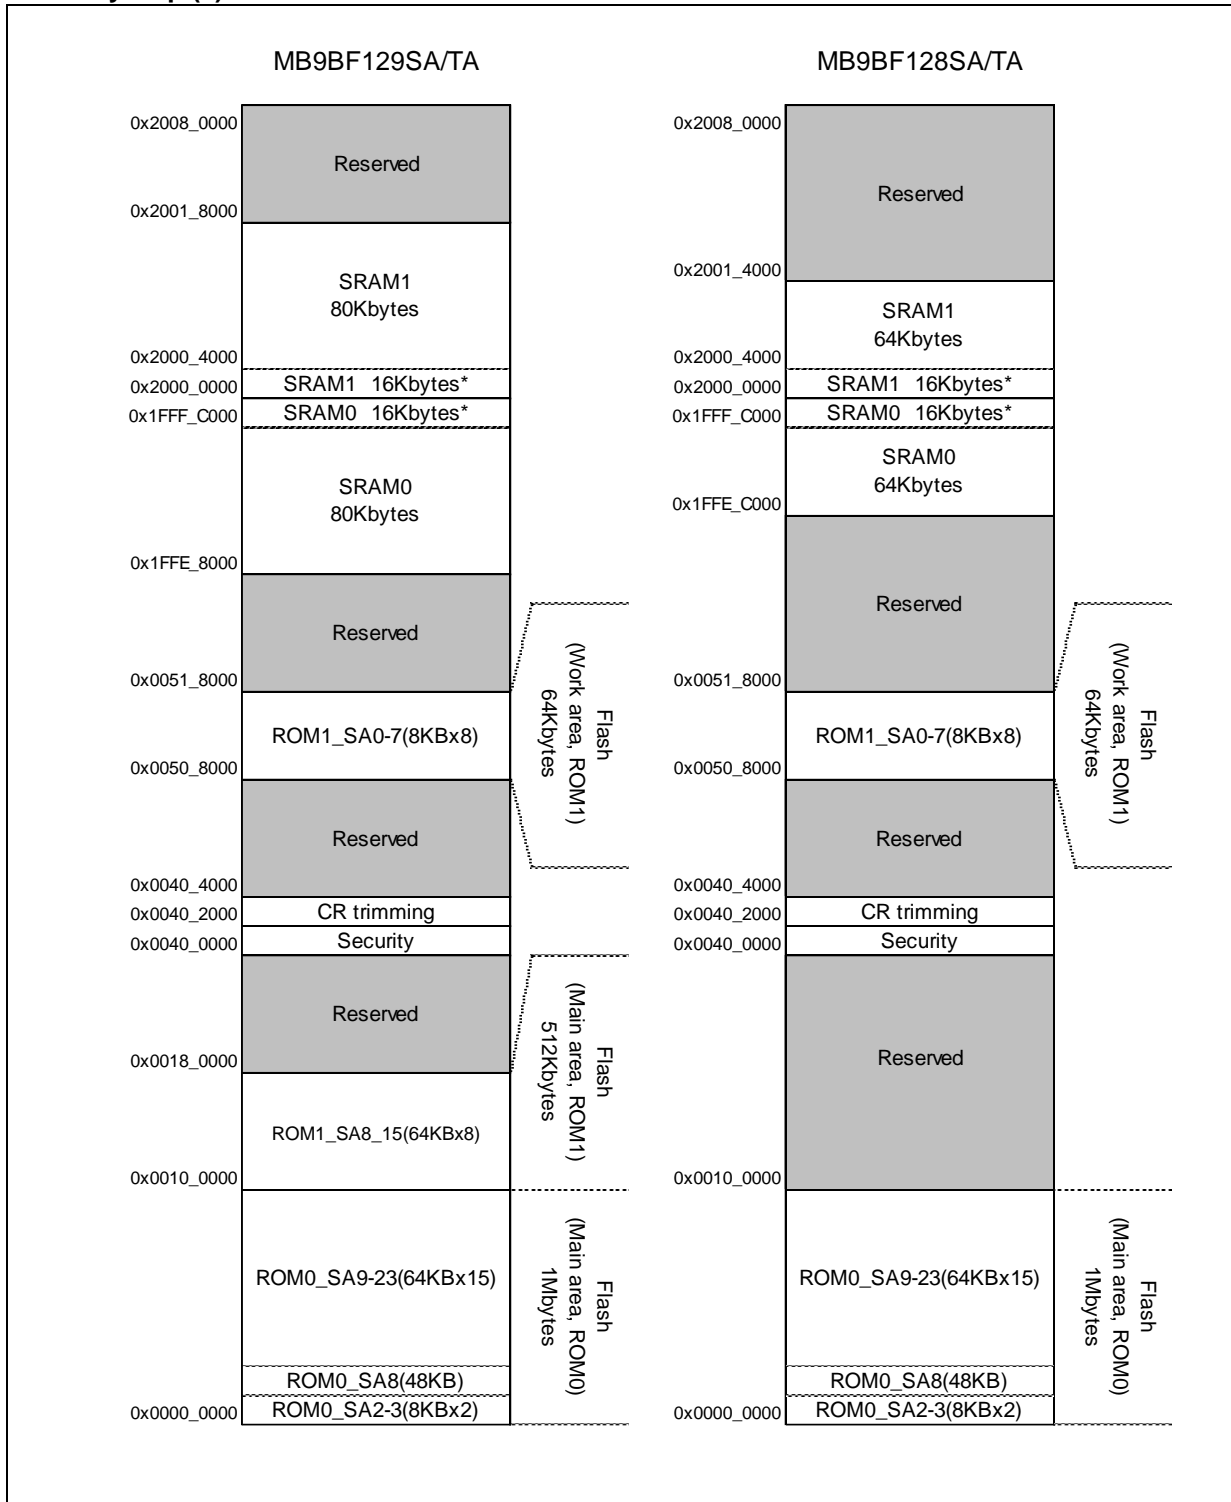 MB9BF129SA/TA
0x2008_0000
Reserved
0x2001_8000
SRAM1
80Kbytes
0x2000_4000
SRAM1 16Kbytes*
0x2000_0000
SRAM0 16Kbytes*
0x1FFF_C000
SRAM0
80Kbytes
0x1FFE_8000
Reserved
0x0051_8000
ROM1_SA0-7(8KBx8)
0x0050_8000
Reserved
0x0040_4000
CR trimming
0x0040_2000
Security
0x0040_0000
Reserved
0x0018_0000
ROM1_SA8_15(64KBx8)
0x0010_0000
ROM0_SA9-23(64KBx15)
ROM0_SA8(48KB)
ROM0_SA2-3(8KBx2)
0x0000_0000
Flash
(Work area, ROM1)
64Kbytes
Flash
(Main area, ROM1)
512Kbytes
Flash
(Main area, ROM0)
1Mbytes
MB9BF128SA/TA
0x2008_0000
Reserved
0x2001_4000
SRAM1
64Kbytes
0x2000_4000
SRAM1 16Kbytes*
0x2000_0000
SRAM0 16Kbytes*
0x1FFF_C000
SRAM0
64Kbytes
0x1FFE_C000
Reserved
0x0051_8000
ROM1_SA0-7(8KBx8)
0x0050_8000
Reserved
0x0040_4000
CR trimming
0x0040_2000
Security
0x0040_0000
Reserved
0x0010_0000
ROM0_SA9-23(64KBx15)
ROM0_SA8(48KB)
ROM0_SA2-3(8KBx2)
0x0000_0000
Flash
(Work area, ROM1)
64Kbytes
Flash
(Main area, ROM0)
1Mbytes